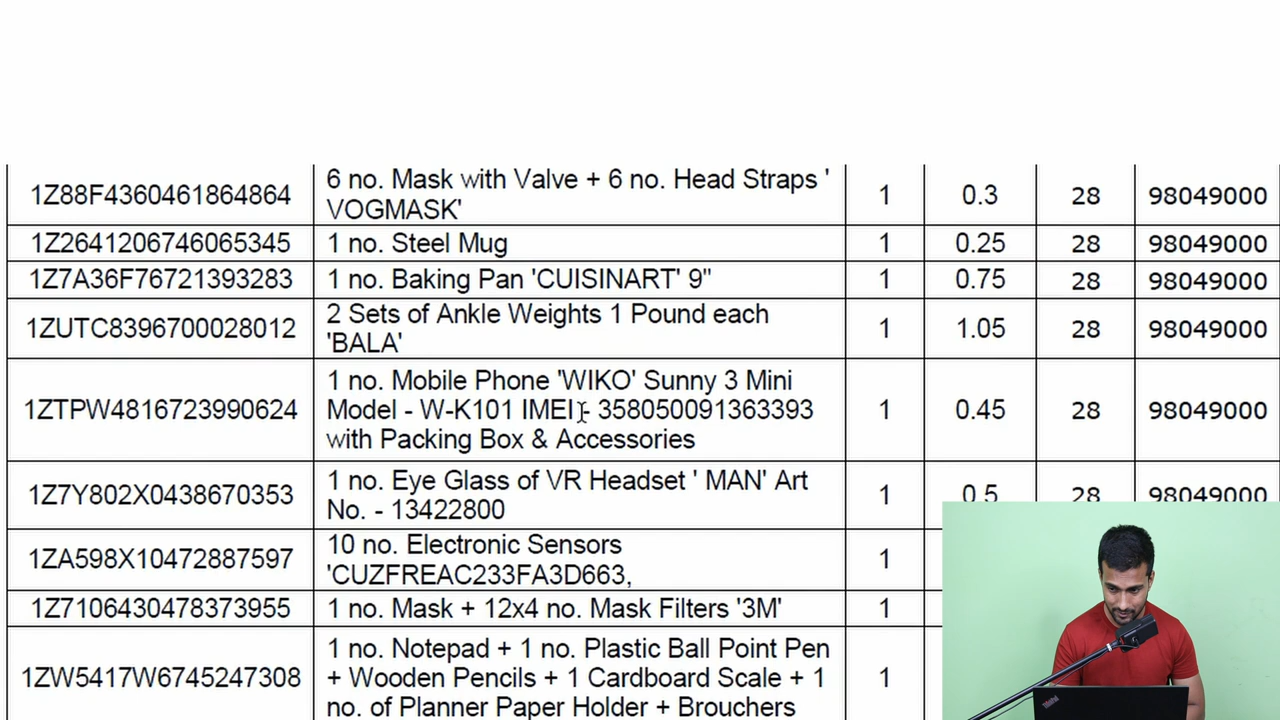 1Z88F4360461864864
6 no. Mask with Valve + 6 no. Head Straps '
VOGMASK'
1
0.3
28
98049000
1Z2641206746065345
1 no. Steel Mug
1
0.25
28
98049000
1Z7A36F76721393283
1 no. Baking Pan 'CUISINART' 9"
1
0.75
28
98049000
1ZUTC8396700028012
2 Sets of Ankle Weights 1 Pound each
'BALA'
1
1.05
28
98049000
1ZTPW4816723990624
1 no. Mobile Phone 'WIKO' Sunny 3 Mini
Model - W-K101 IMEI - 358050091363393
with Packing Box & Accessories
1
0.45
28
98049000
1Z7Y802X0438670353
1 no. Eye Glass of VR Headset ' MAN' Art
No. - 13422800
1
0.5
28
98049000
1ZA598X10472887597
10 no. Electronic Sensors
'CUZFREAC233FA3D663,
1
1Z7106430478373955
1 no. Mask + 12x4 no. Mask Filters '3M'
1
1ZW5417W6745247308
1 no. Notepad + 1 no. Plastic Ball Point Pen
+ Wooden Pencils + 1 Cardboard Scale + 1
no. of Planner Paper Holder + Brouchers
1
ThinkPad